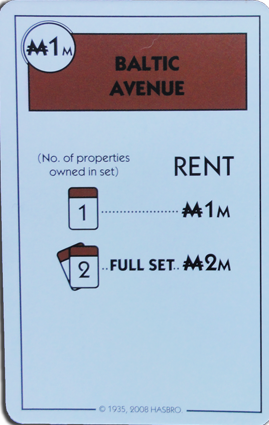 ₩1M
BALTIC
AVENUE
(No. of properties
owned in set)
RENT
1 ₩1M
2 FULL SET ₩2M
© 1935, 2008 HASBRO.